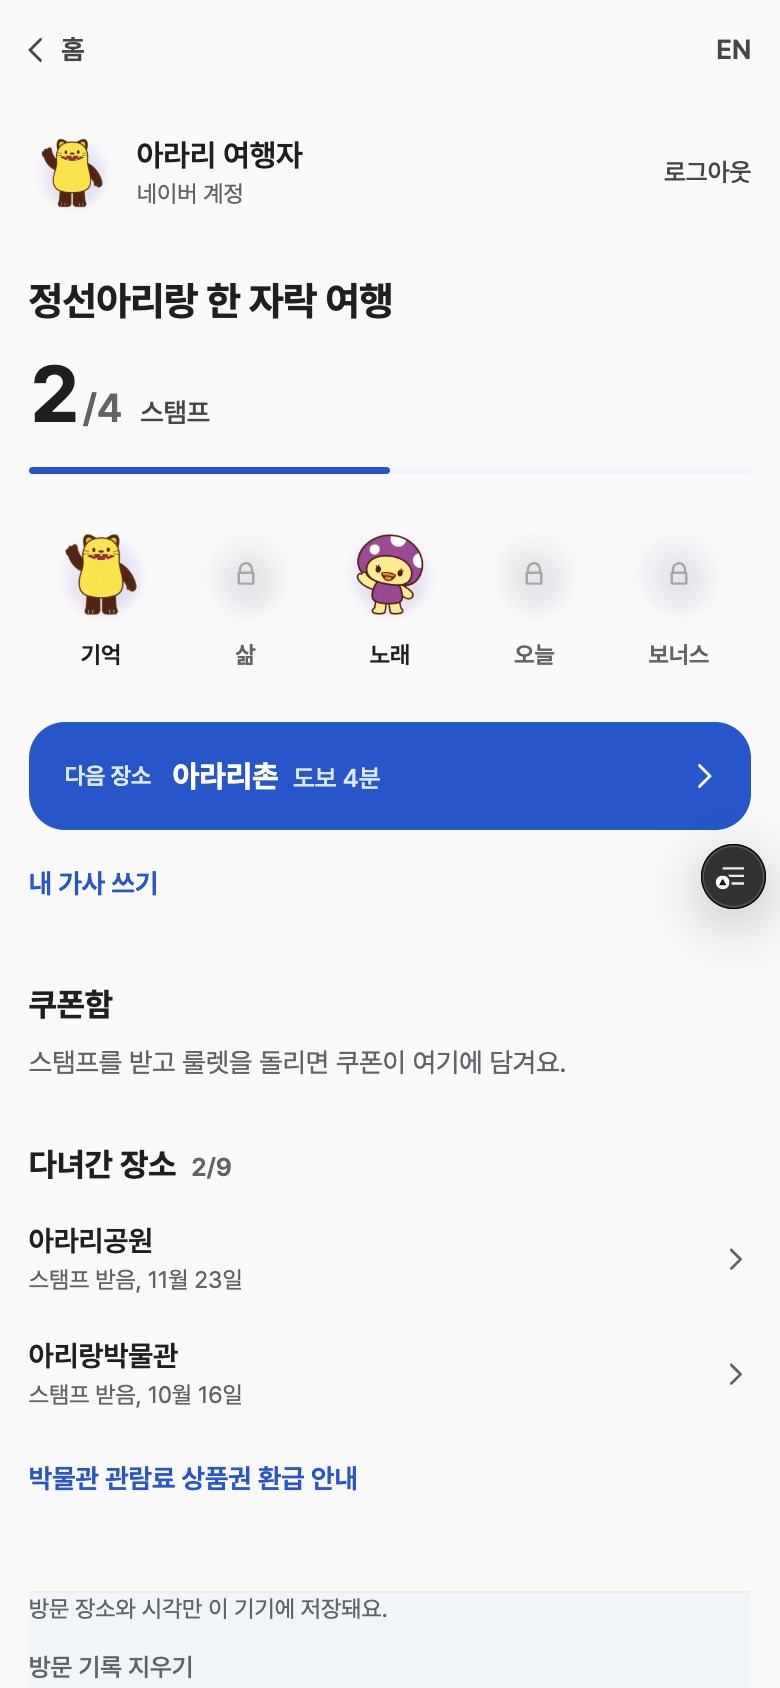 홈
EN
아라리 여행자
네이버 계정
로그아웃
정선아리랑 한 자락 여행
2/4 스탬프
기억 삶 노래 오늘 보너스
다음 장소 아라리촌 도보 4분
내 가사 쓰기
쿠폰함
스탬프를 받고 룰렛을 돌리면 쿠폰이 여기에 담겨요.
다녀간 장소 2/9
아라리공원
스탬프 받음, 11월 23일
아리랑박물관
스탬프 받음, 10월 16일
박물관 관람료 상품권 환급 안내
방문 장소와 시각만 이 기기에 저장돼요.
방문 기록 지우기